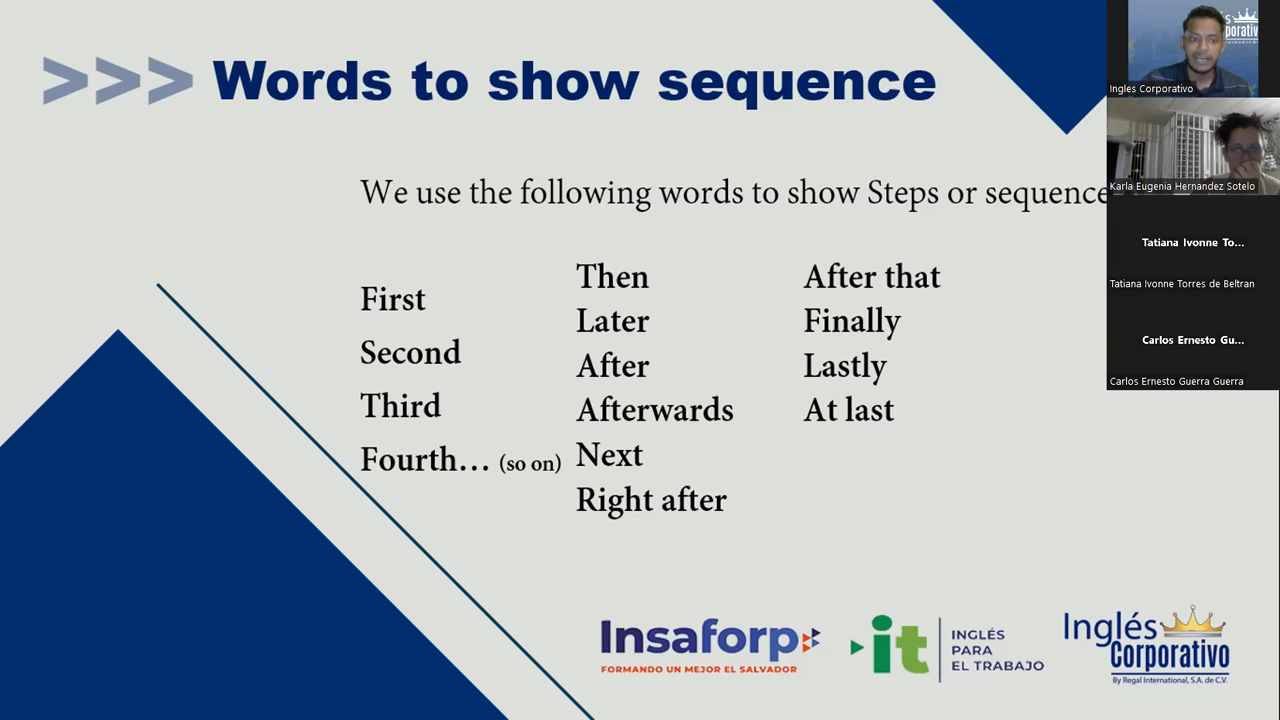 >>> Words to show sequence
We use the following words to show Steps or sequence
First
Second
Third
Fourth... (so on)
Then
Later
After
Afterwards
Next
Right after
After that
Finally
Lastly
At last
Insaforp
FORMANDO UN MEJOR EL SALVADOR
it
INGLÉS
PARA
EL TRABAJO
Inglés
Corporativo
By Regal International, S.A. de C.V.
Ingles Corporativo
Karla Eugenia Hernandez Sotelo
Tatiana Ivonne To...
Tatiana Ivonne Torres de Beltran
Carlos Ernesto Gu...
Carlos Ernesto Guerra Guerra